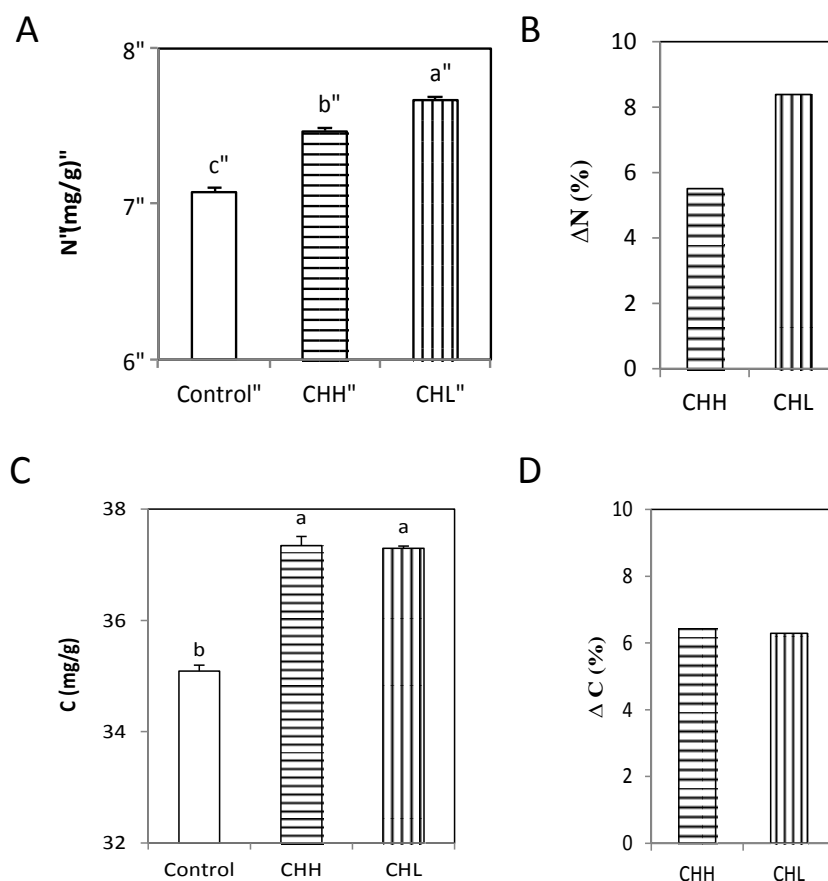 A
8"
7"
6"
N"(mg/g)"
c"
b"
a"
Control" CHH" CHL"
B
10
8
6
4
2
0
ΔN (%)
CHH CHL
C
38
36
34
32
C (mg/g)
b
a
a
Control CHH CHL
D
10
8
6
4
2
0
Δ C (%)
CHH CHL